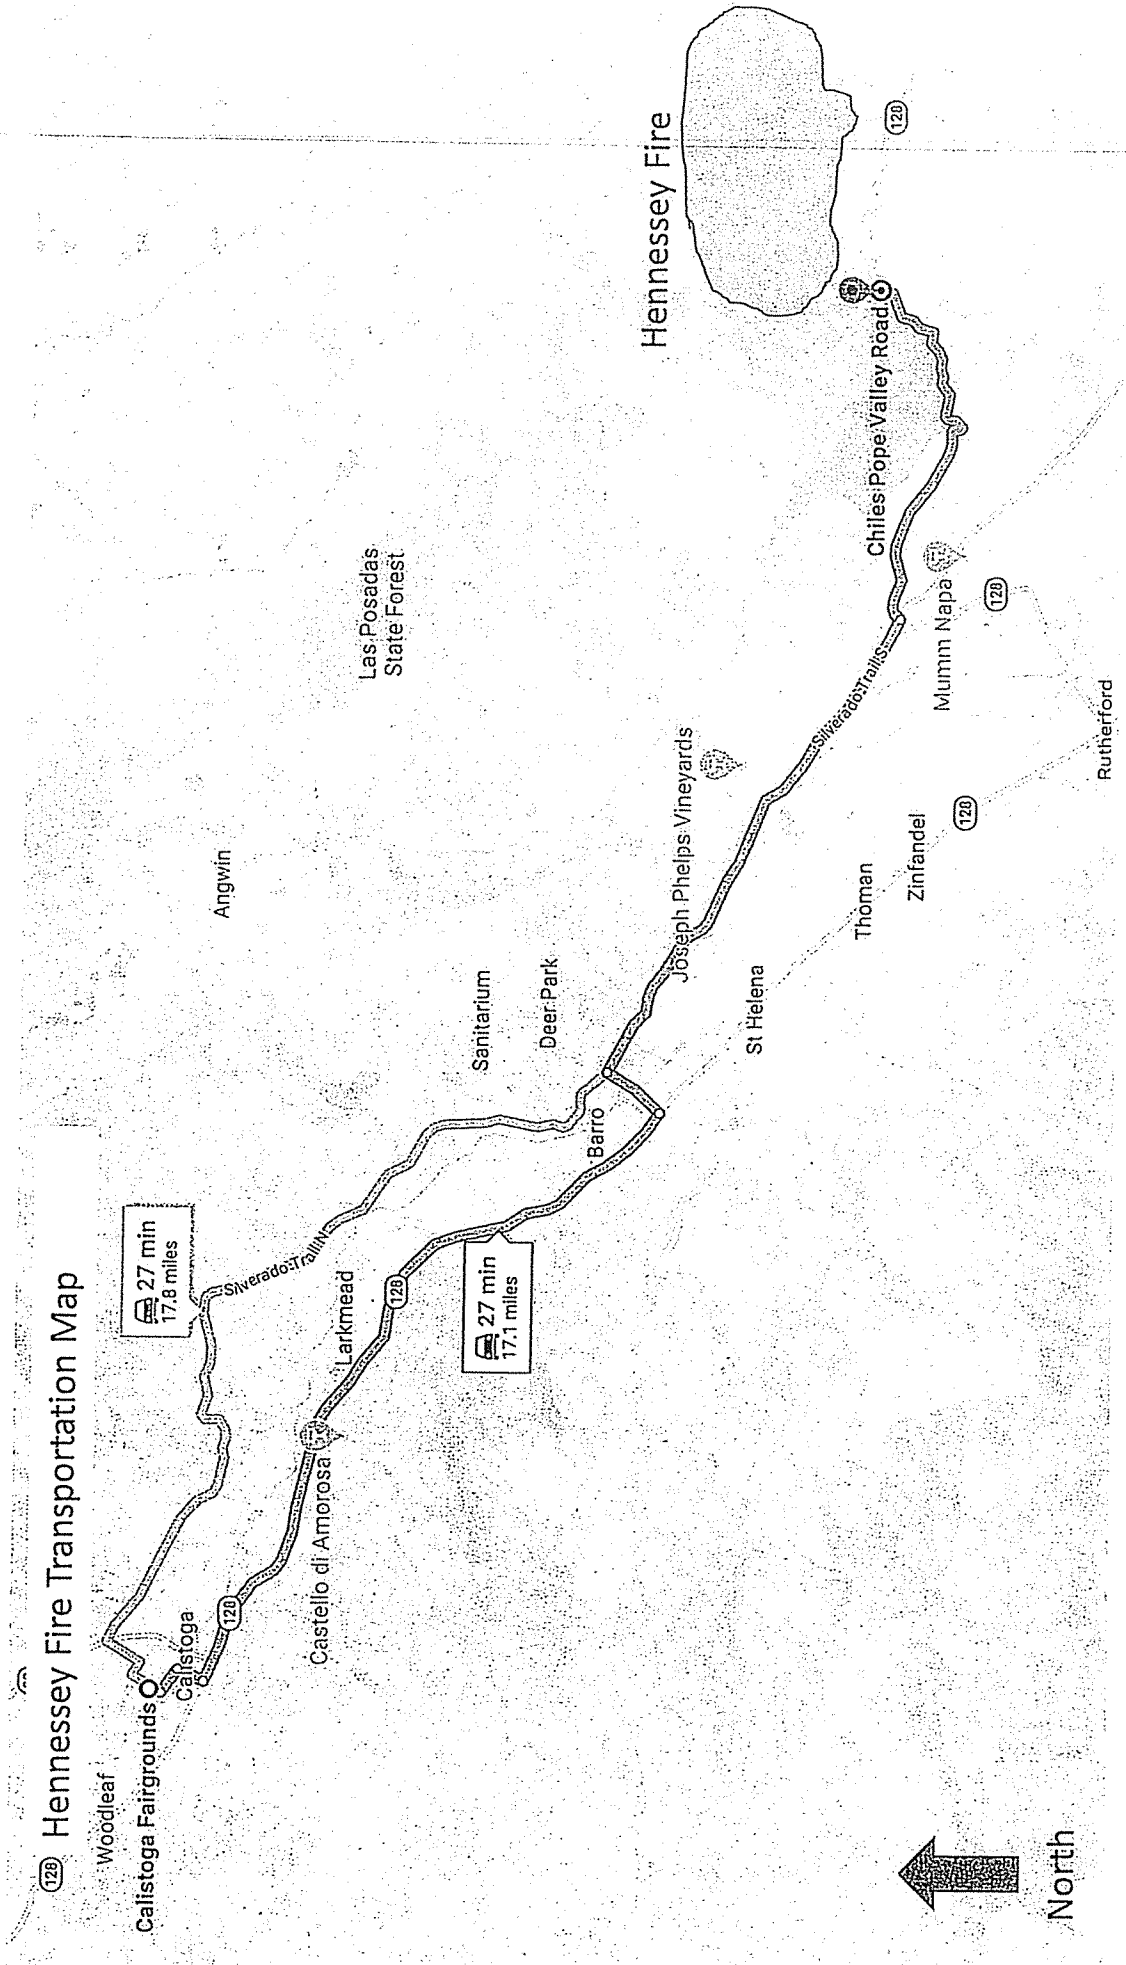 128
Hennessey Fire Transportation Map
Woodleaf
Calistoga Fairgrounds
Calistoga
128
Castello di Amorosa
Silverado Trail N
27 min
17.8 miles
Larkmead
128
27 min
17.1 miles
Angwin
Sanitarium
Deer Park
Barro
St Helena
Las Posadas
State Forest
Joseph Phelps Vineyards
Thoman
Zinfandel
128
Silverado Trail S
Mumm Napa
128
Rutherford
Hennessey Fire
Chiles Pope Valley Road
128
North